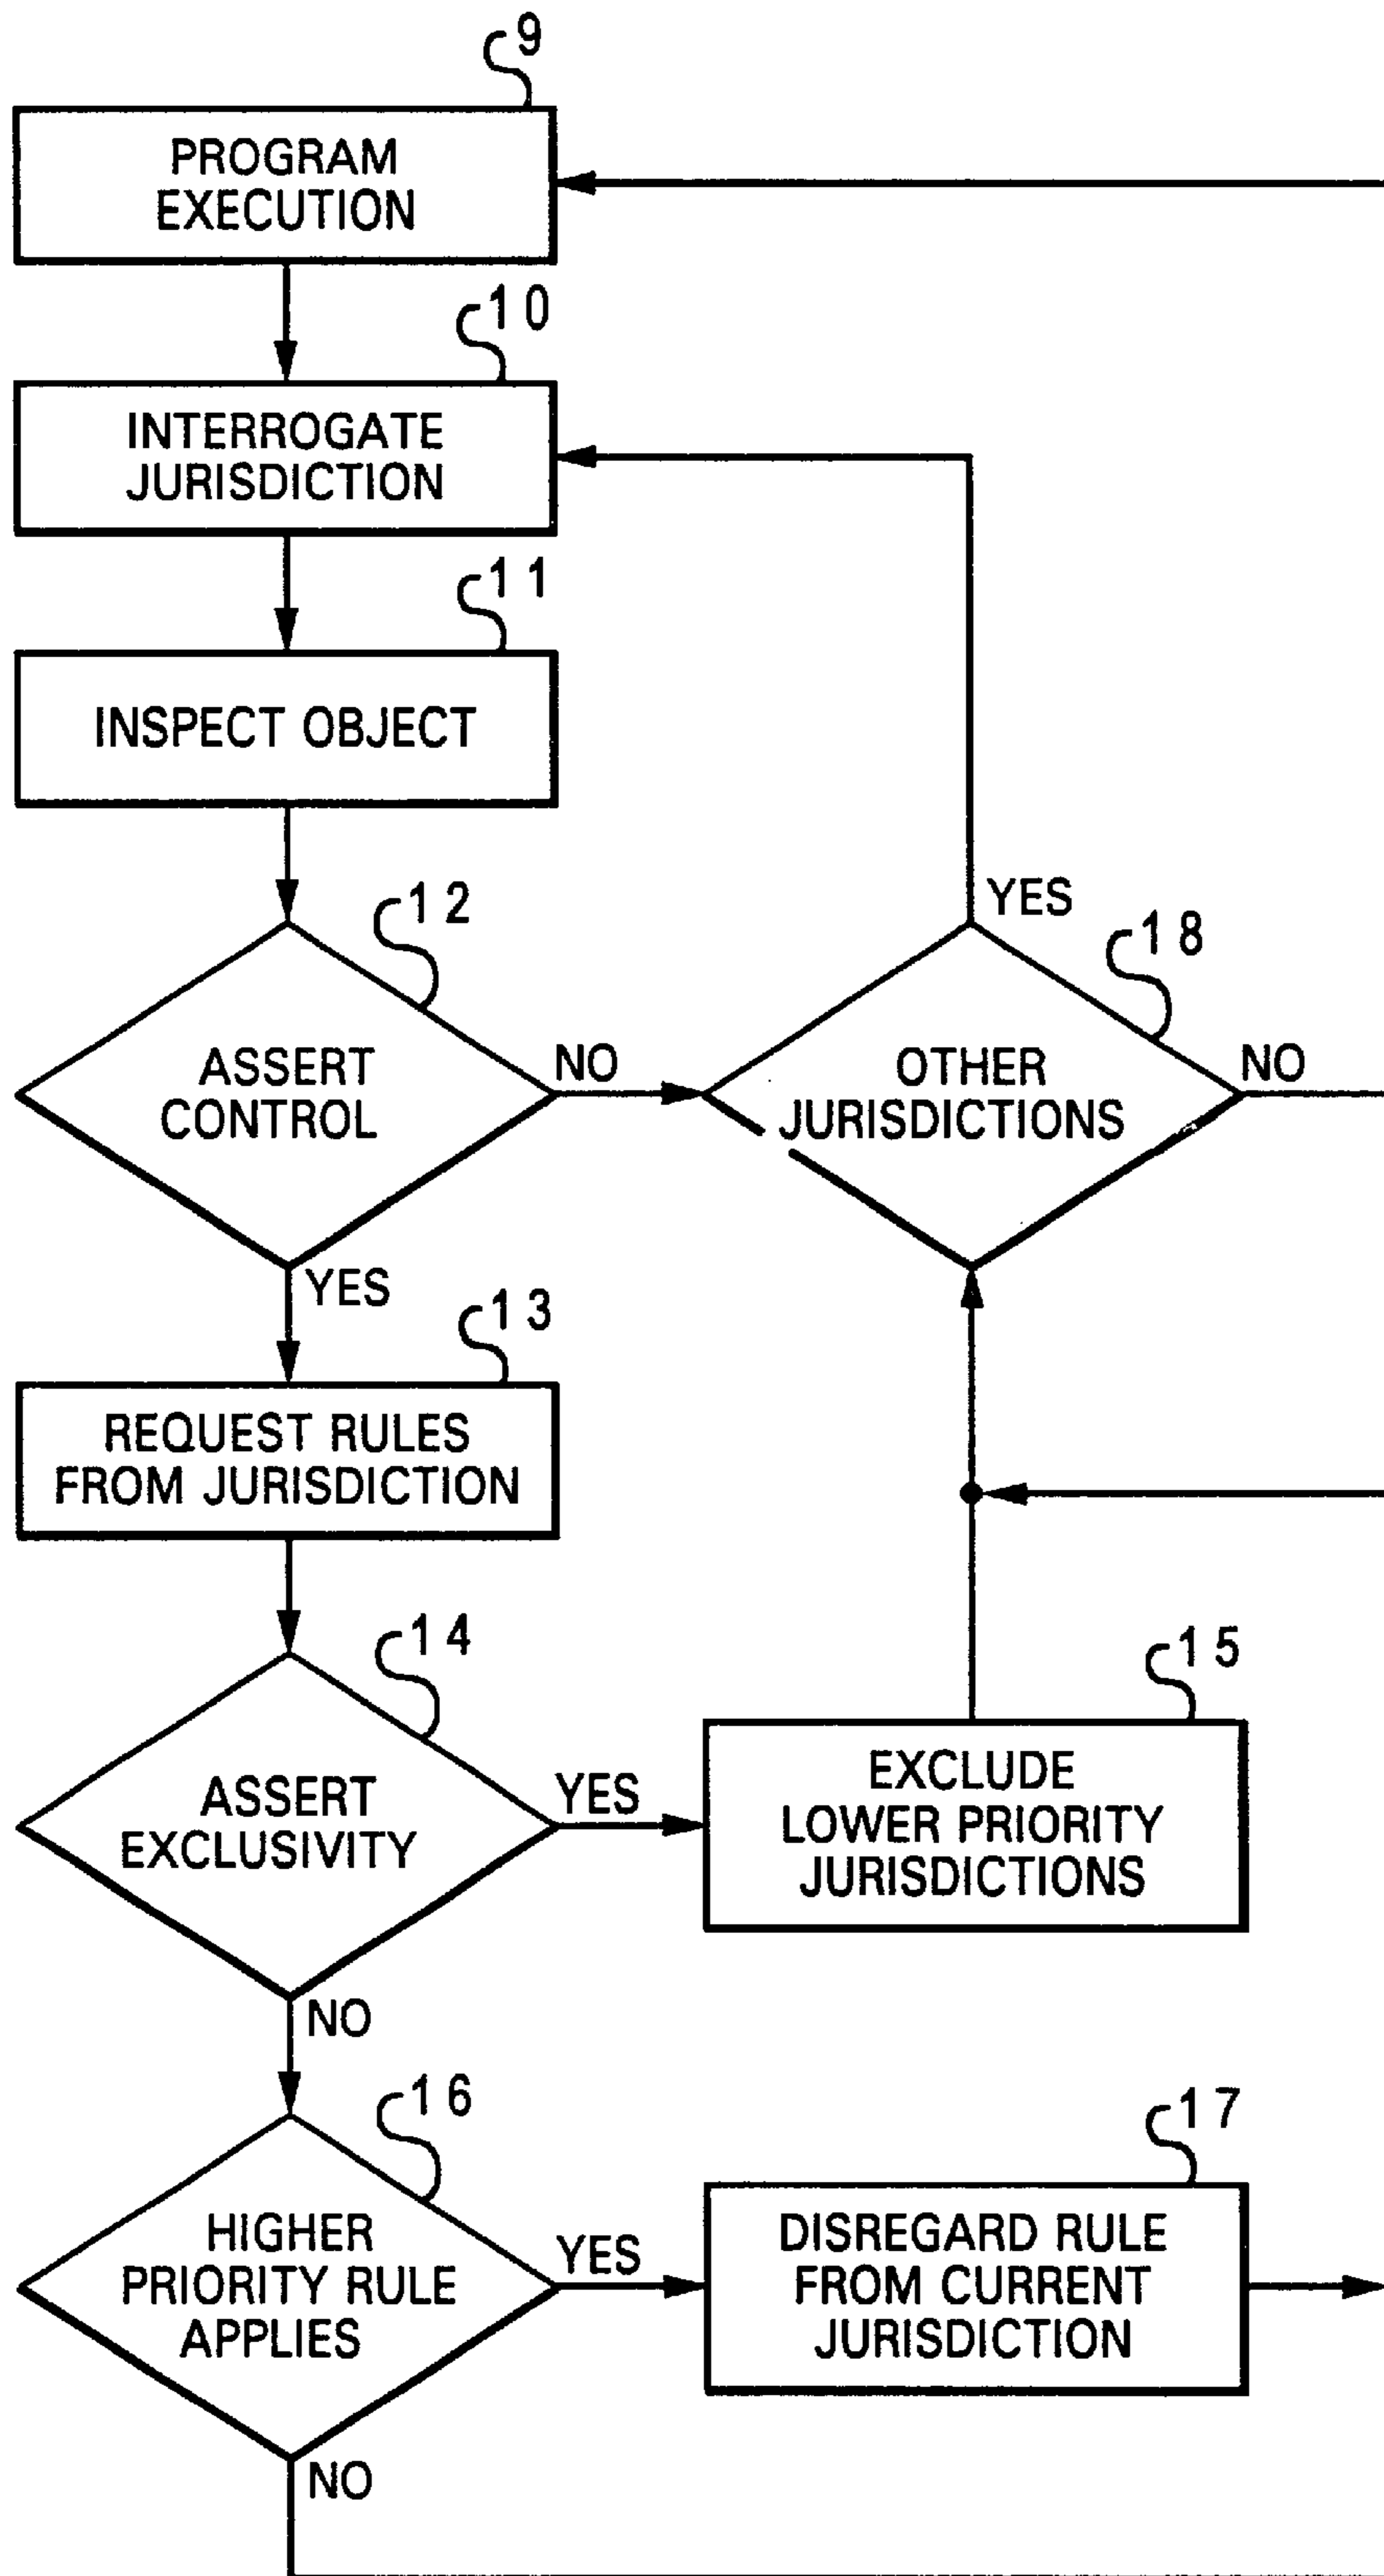 9
PROGRAM
EXECUTION
10
INTERROGATE
JURISDICTION
11
INSPECT OBJECT
12
ASSERT
CONTROL
NO
YES
18
OTHER
JURISDICTIONS
YES
NO
13
REQUEST RULES
FROM JURISDICTION
14
ASSERT
EXCLUSIVITY
YES
NO
15
EXCLUDE
LOWER PRIORITY
JURISDICTIONS
16
HIGHER
PRIORITY RULE
APPLIES
YES
NO
17
DISREGARD RULE
FROM CURRENT
JURISDICTION